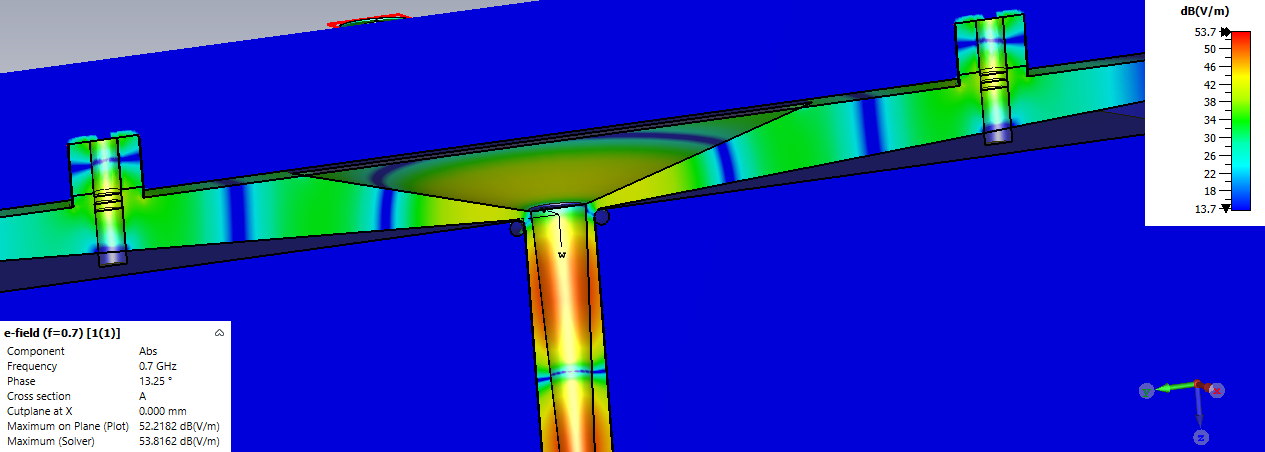 dB(V/m)
53.7
50
46
42
38
34
30
26
22
18
13.7
w
e-field (f=0.7) [1(1)]
Component Abs
Frequency 0.7 GHz
Phase 13.25 °
Cross section A
Cutplane at X 0.000 mm
Maximum on Plane (Plot) 52.2182 dB(V/m)
Maximum (Solver) 53.8162 dB(V/m)
Y
X
Z